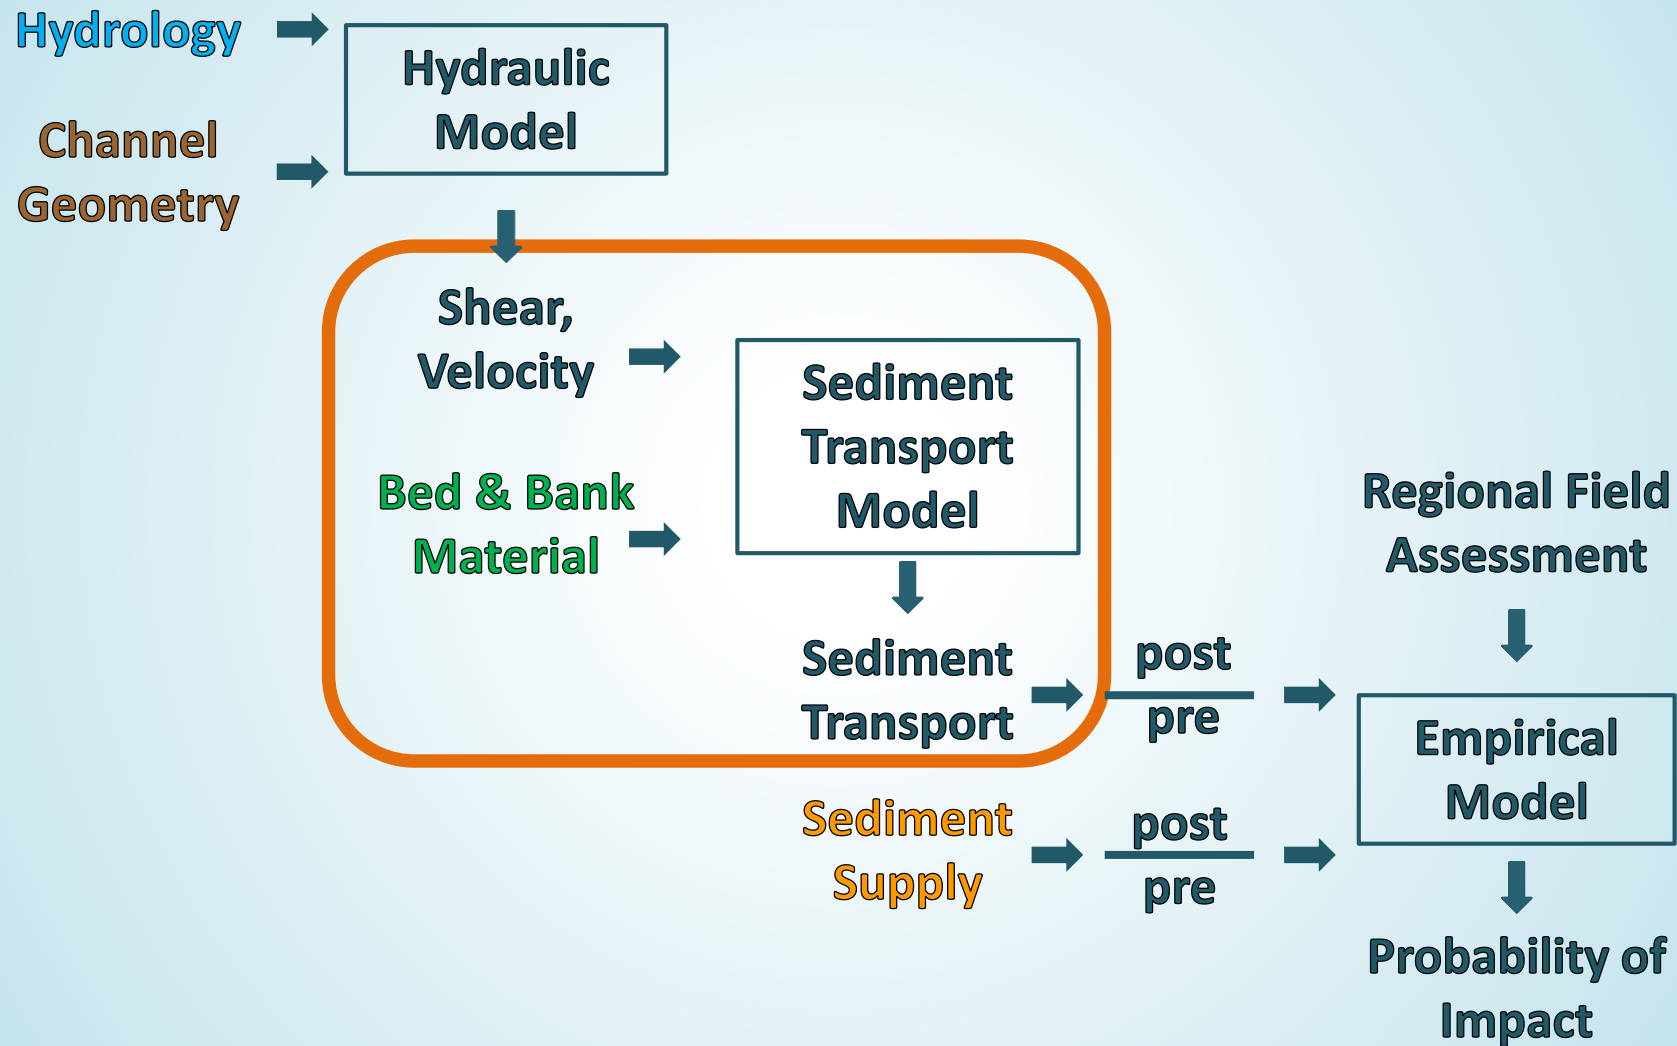 Hydrology
Hydraulic
Model
Channel
Geometry
Shear,
Velocity
Sediment
Transport
Model
Bed & Bank
Material
Regional Field
Assessment
Sediment
Transport
post
pre
Empirical
Model
Sediment
Supply
post
pre
Probability of
Impact